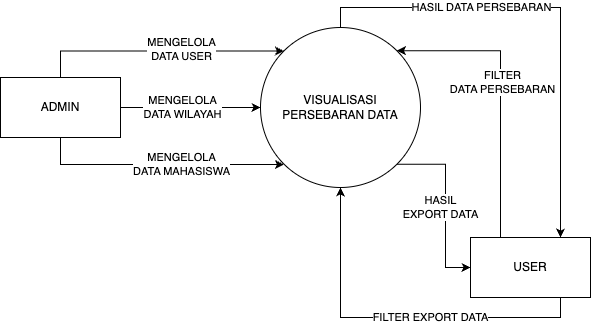 HASIL DATA PERSEBARAN
MENGELOLA
DATA USER
FILTER
DATA PERSEBARAN
ADMIN
MENGELOLA
DATA WILAYAH
VISUALISASI
PERSEBARAN DATA
MENGELOLA
DATA MAHASISWA
HASIL
EXPORT DATA
USER
FILTER EXPORT DATA